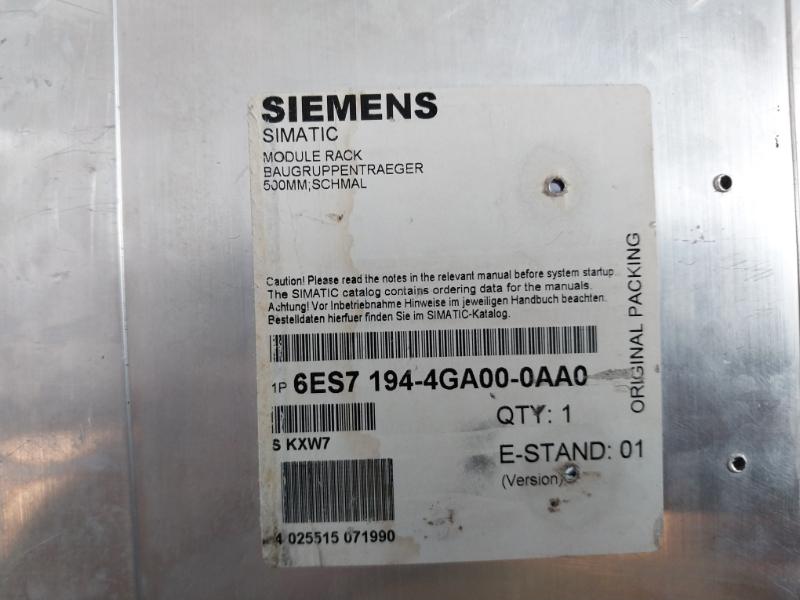 SIEMENS
SIMATIC
MODULE RACK
BAUGRUPPENTRAEGER
500MM;SCHMAL
Caution! Please read the notes in the relevant manual before system startup.
The SIMATIC catalog contains ordering data for the manuals.
Achtung! Vor Inbetriebnahme Hinweise im jeweiligen Handbuch beachten.
Bestelldaten hierfuer finden Sie im SIMATIC-Katalog.
1P 6ES7 194-4GA00-0AA0
QTY: 1
S KXW7
E-STAND: 01
(Version)
4 025515 071990
ORIGINAL PACKING